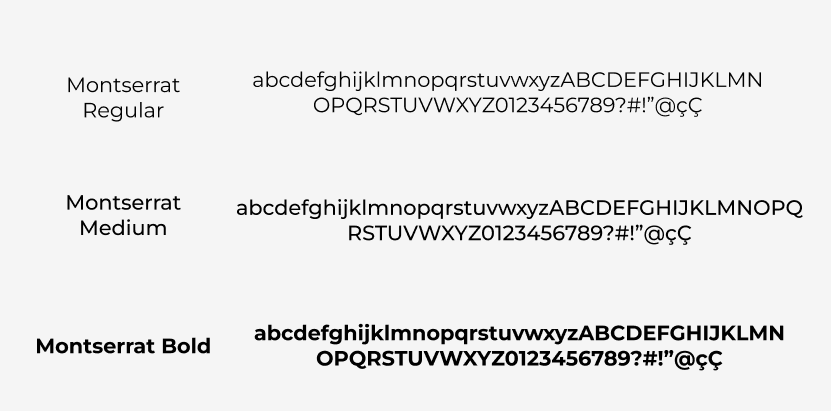 Montserrat
Regular
abcdefghijklmnopqrstuvwxyzABCDEFGHIJKLMN
OPQRSTUVWXYZ0123456789?#!”@çÇ
Montserrat
Medium
abcdefghijklmnopqrstuvwxyzABCDEFGHIJKLMNOPQ
RSTUVWXYZ0123456789?#!”@çÇ
Montserrat Bold
abcdefghijklmnopqrstuvwxyzABCDEFGHIJKLMN
OPQRSTUVWXYZ0123456789?#!”@çÇ